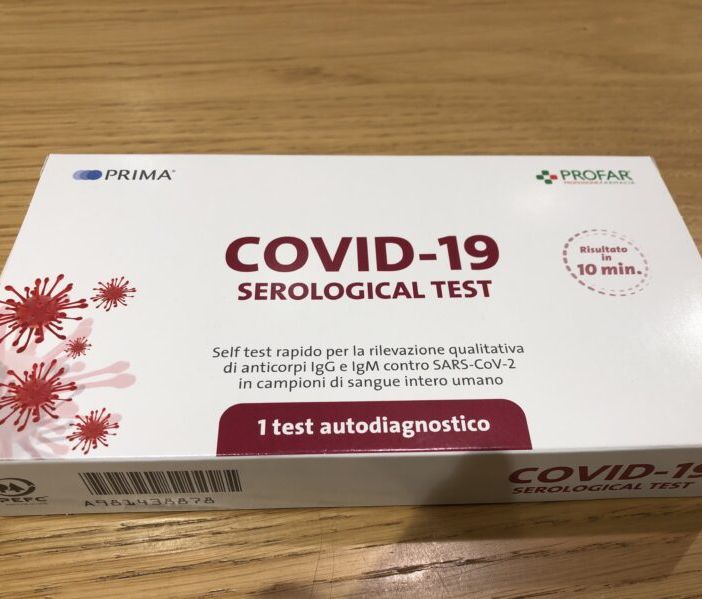 PRIMA®
PROFAR
COVID-19
SEROLOGICAL TEST
Risultato
in
10 min.
Self test rapido per la rilevazione qualitativa
di anticorpi IgG e IgM contro SARS-CoV-2
in campioni di sangue intero umano
1 test autodiagnostico
PEFC
A981438878
COVID-19
SEROLOGICAL TEST